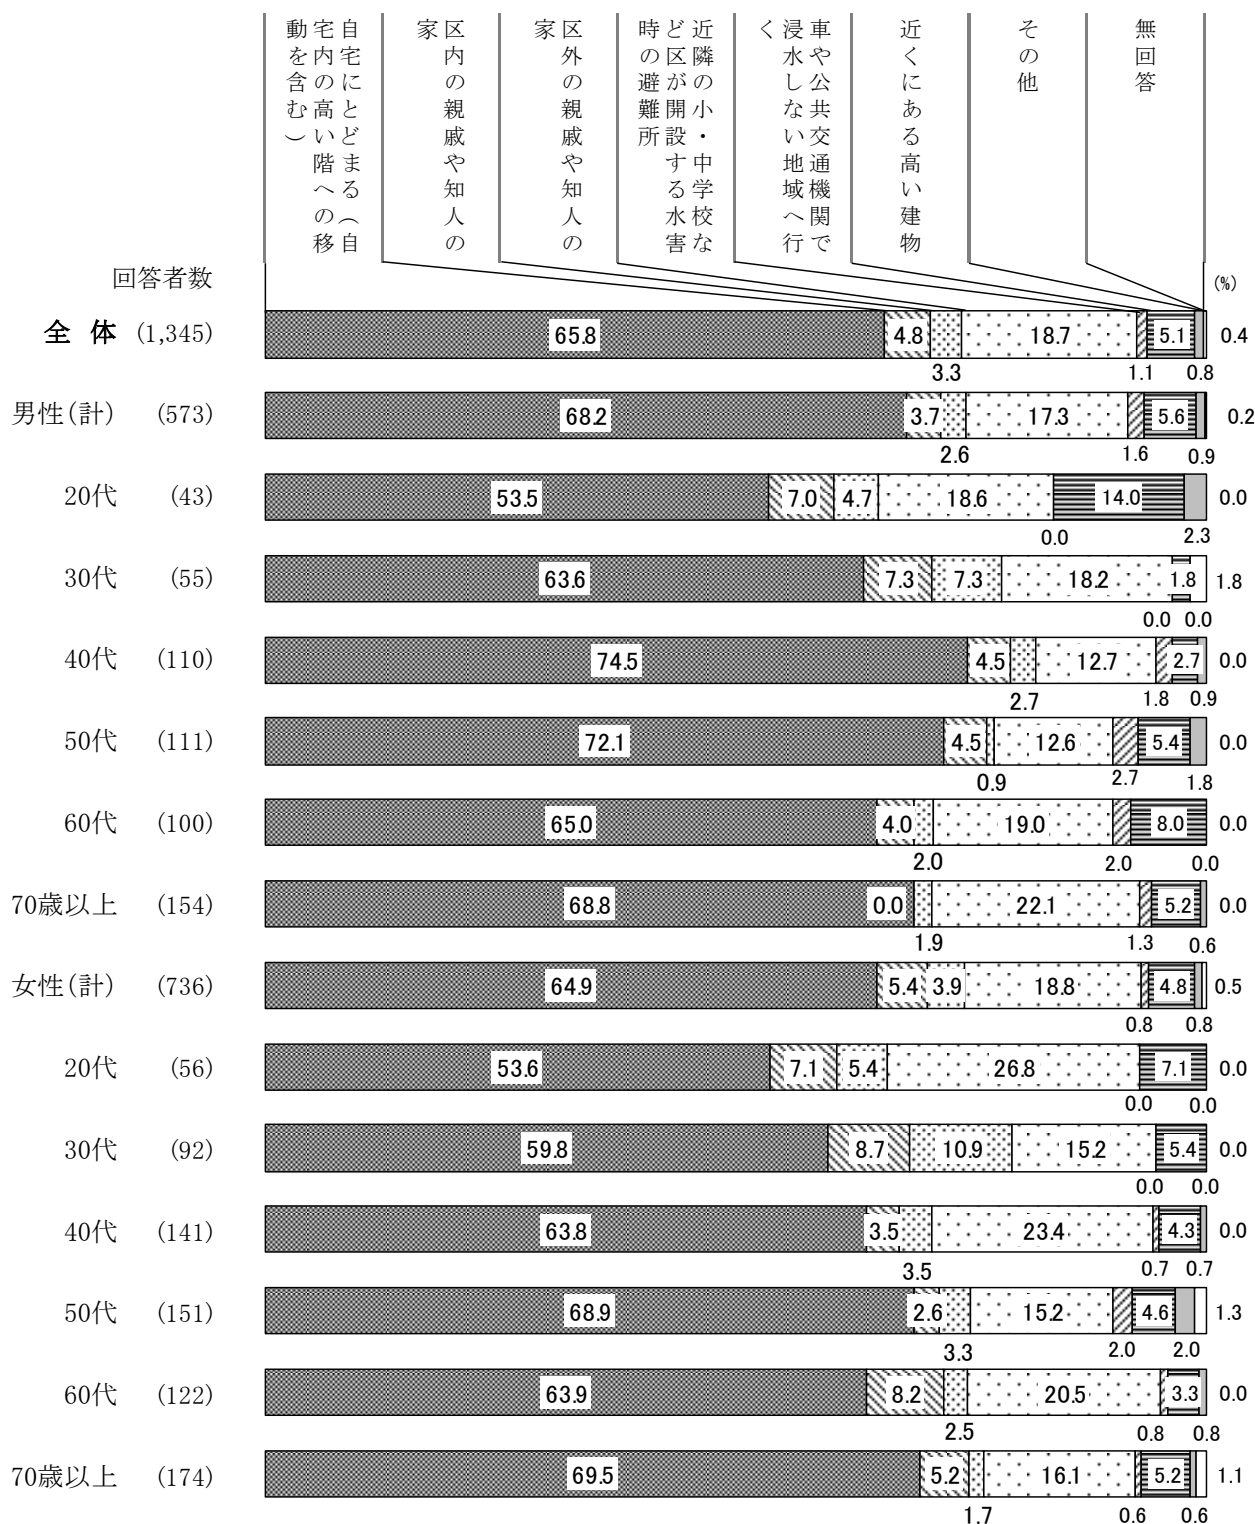 自宅にとどまる（自
宅内の高い階への移
動を含む）
区内の親戚や知人の
家
区外の親戚や知人の
家
近隣の小・中学校な
ど区が開設する水害
時の避難所
車や公共交通機関で
浸水しない地域へ行
く
近くにある高い建物
その他
無回答
回答者数
(%)
全 体 (1,345) 65.8 4.8 18.7 5.1 0.4
3.3 1.1 0.8
男性(計) (573) 68.2 3.7 17.3 5.6 0.2
2.6 1.6 0.9
20代 (43) 53.5 7.0 4.7 18.6 14.0 0.0
0.0 2.3
30代 (55) 63.6 7.3 7.3 18.2 1.8 1.8
0.0 0.0
40代 (110) 74.5 4.5 12.7 2.7 0.0
2.7 1.8 0.9
50代 (111) 72.1 4.5 12.6 5.4 0.0
0.9 2.7 1.8
60代 (100) 65.0 4.0 19.0 8.0 0.0
2.0 2.0 0.0
70歳以上 (154) 68.8 0.0 22.1 5.2 0.0
1.9 1.3 0.6
女性(計) (736) 64.9 5.4 3.9 18.8 4.8 0.5
0.8 0.8
20代 (56) 53.6 7.1 5.4 26.8 7.1 0.0
0.0 0.0
30代 (92) 59.8 8.7 10.9 15.2 5.4 0.0
0.0 0.0
40代 (141) 63.8 3.5 23.4 4.3 0.0
3.5 0.7 0.7
50代 (151) 68.9 2.6 15.2 4.6 1.3
3.3 2.0 2.0
60代 (122) 63.9 8.2 20.5 3.3 0.0
2.5 0.8 0.8
70歳以上 (174) 69.5 5.2 16.1 5.2 1.1
1.7 0.6 0.6